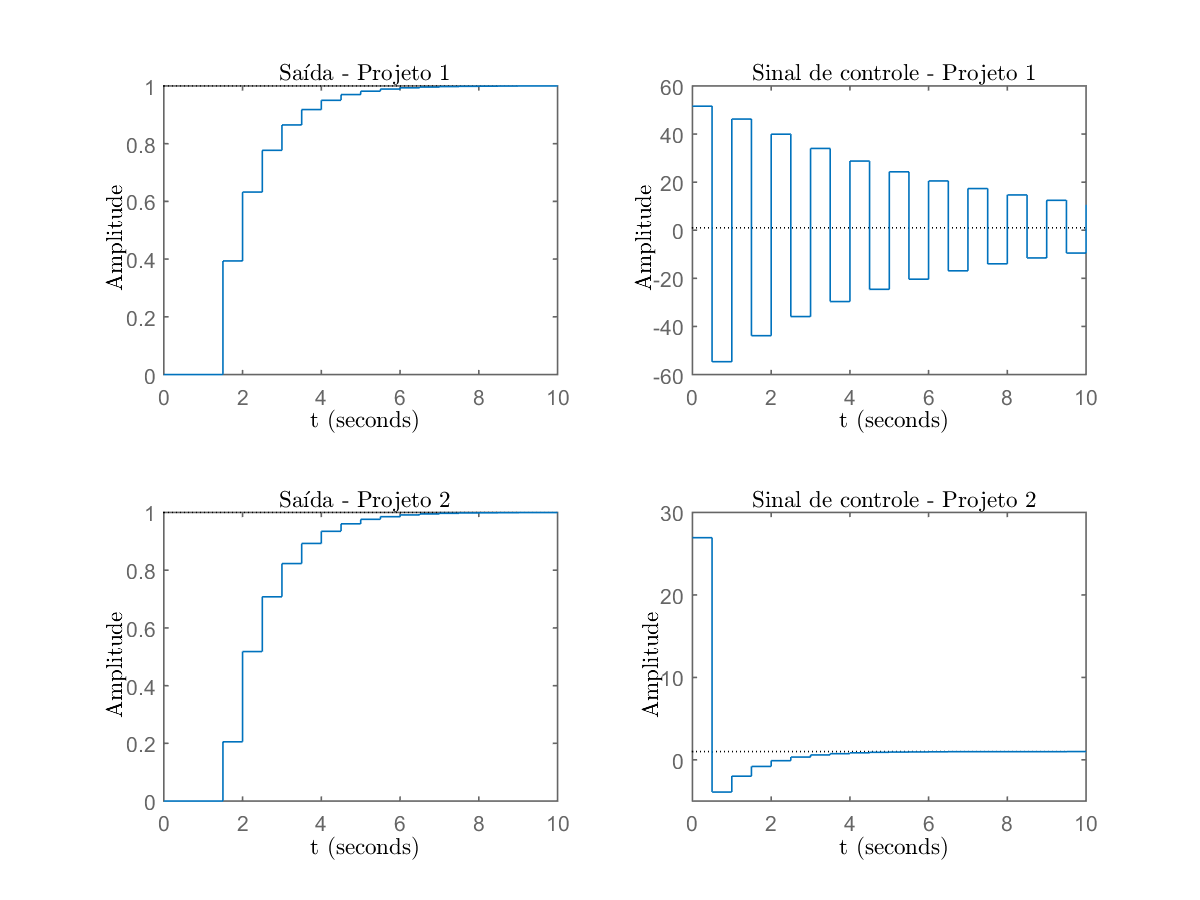 Saída - Projeto 1
1
0.8
0.6
0.4
0.2
0
Amplitude
0 2 4 6 8 10
t (seconds)
Sinal de controle - Projeto 1
60
40
20
0
-20
-40
-60
Amplitude
0 2 4 6 8 10
t (seconds)
Saída - Projeto 2
1
0.8
0.6
0.4
0.2
0
Amplitude
0 2 4 6 8 10
t (seconds)
Sinal de controle - Projeto 2
30
20
10
0
Amplitude
0 2 4 6 8 10
t (seconds)